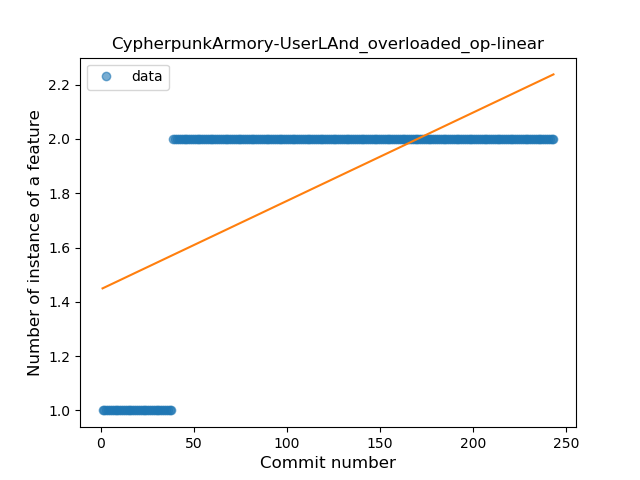 CypherpunkArmory-UserLAnd_overloaded_op-linear
data
Number of instance of a feature
2.2
2.0
1.8
1.6
1.4
1.2
1.0
0 50 100 150 200 250
Commit number